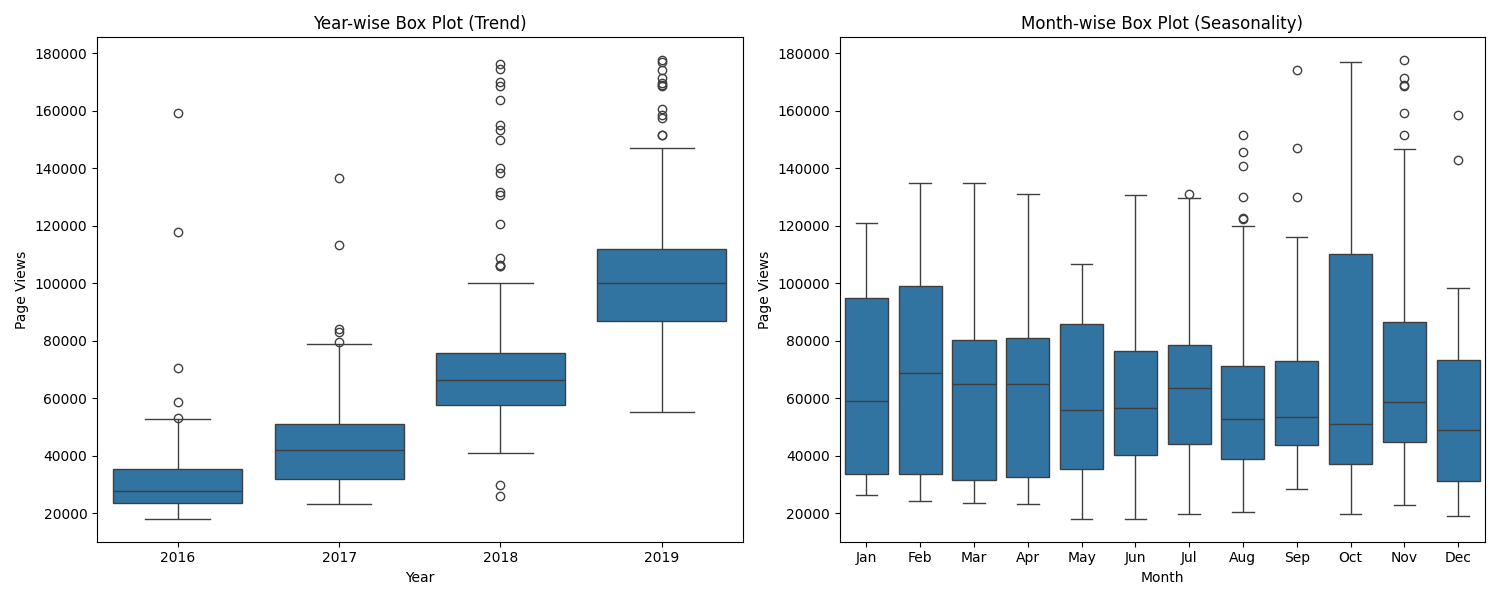 Year-wise Box Plot (Trend)
180000
160000
140000
120000
100000
80000
60000
40000
20000
Page Views
2016 2017 2018 2019
Year
Month-wise Box Plot (Seasonality)
180000
160000
140000
120000
100000
80000
60000
40000
20000
Page Views
Jan Feb Mar Apr May Jun Jul Aug Sep Oct Nov Dec
Month